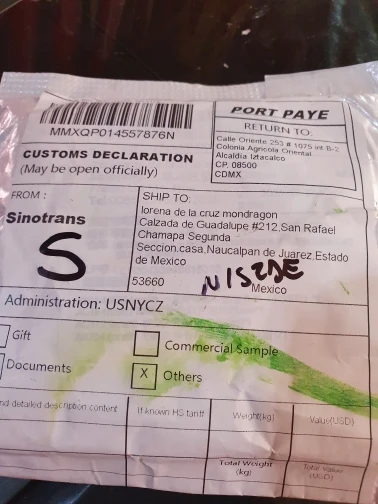 MMXQP014557876N
CUSTOMS DECLARATION
(May be open officially)
PORT PAYE
RETURN TO:
Calle Oriente 253 # 1075 int B-2
Colonia Agricola Oriental
Alcaldia Iztacalco
CP. 08500
CDMX
FROM :
Sinotrans
S
SHIP TO:
lorena de la cruz mondragon
Calzada de Guadalupe #212,San Rafael
Chamapa Segunda
Seccion.casa,Naucalpan de Juarez,Estado
de Mexico
53660
Mexico
Administration: USNYCZ
Gift
Commercial Sample
Documents
X Others
nd detailed description content
If known HS tariff
Weight(kg)
Value(USD)
Total Weight
(kg)
Total Value
(USD)